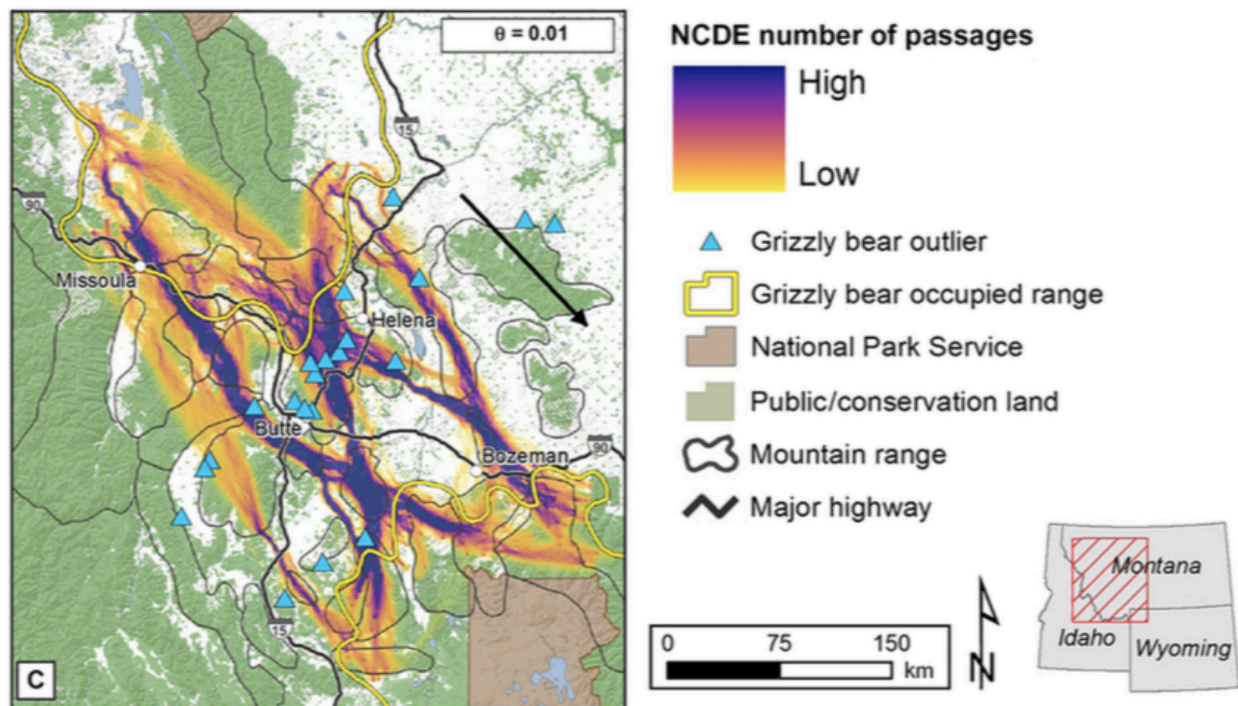 θ = 0.01
15
90
Missoula
Helena
Butte
Bozeman
90
15
C
NCDE number of passages
High
Low
Grizzly bear outlier
Grizzly bear occupied range
National Park Service
Public/conservation land
Mountain range
Major highway
0 75 150
km
N
Montana
Idaho
Wyoming